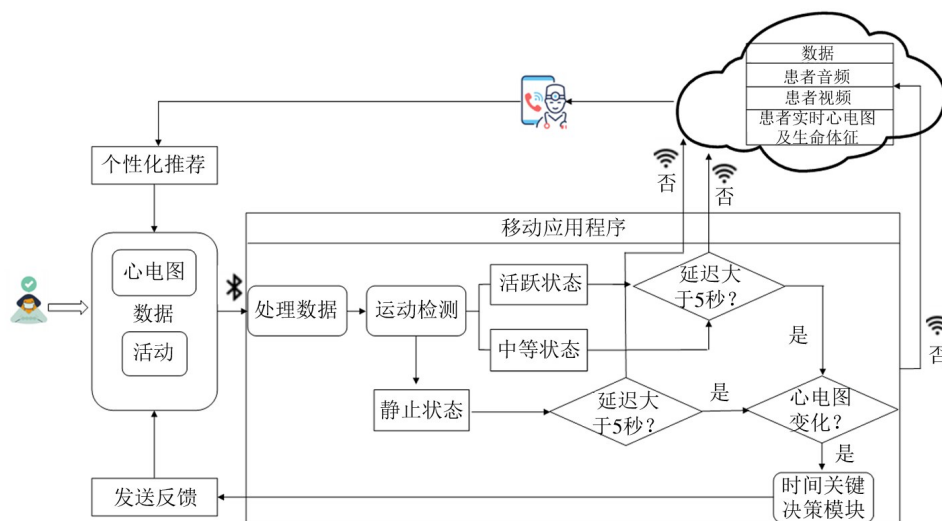 数据
患者音频
患者视频
患者实时心电图
及生命体征
否
否
个性化推荐
移动应用程序
心电图
数据
活动
处理数据
运动检测
活跃状态
中等状态
静止状态
延迟大
于5秒？
是
否
延迟大
于5秒？
是
心电图
变化？
是
发送反馈
时间关键
决策模块